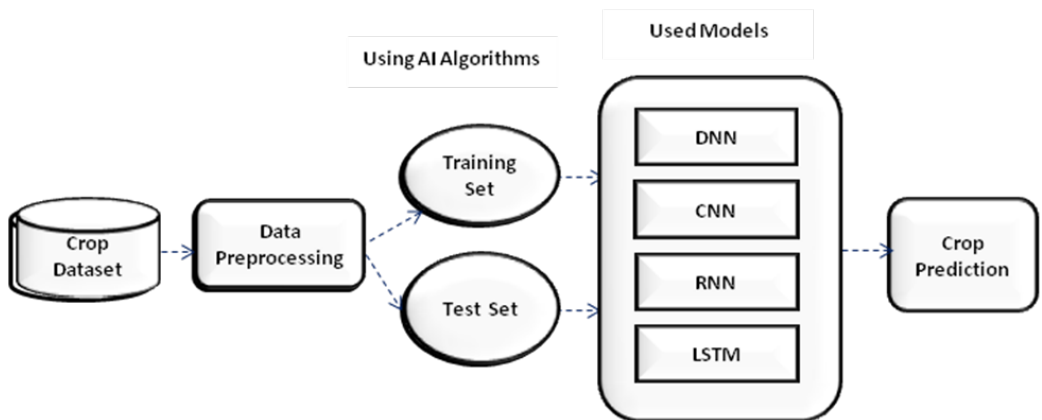 Used Models
Using AI Algorithms
DNN
Training
Set
CNN
Crop
Dataset
Data
Preprocessing
Crop
Prediction
RNN
Test Set
LSTM